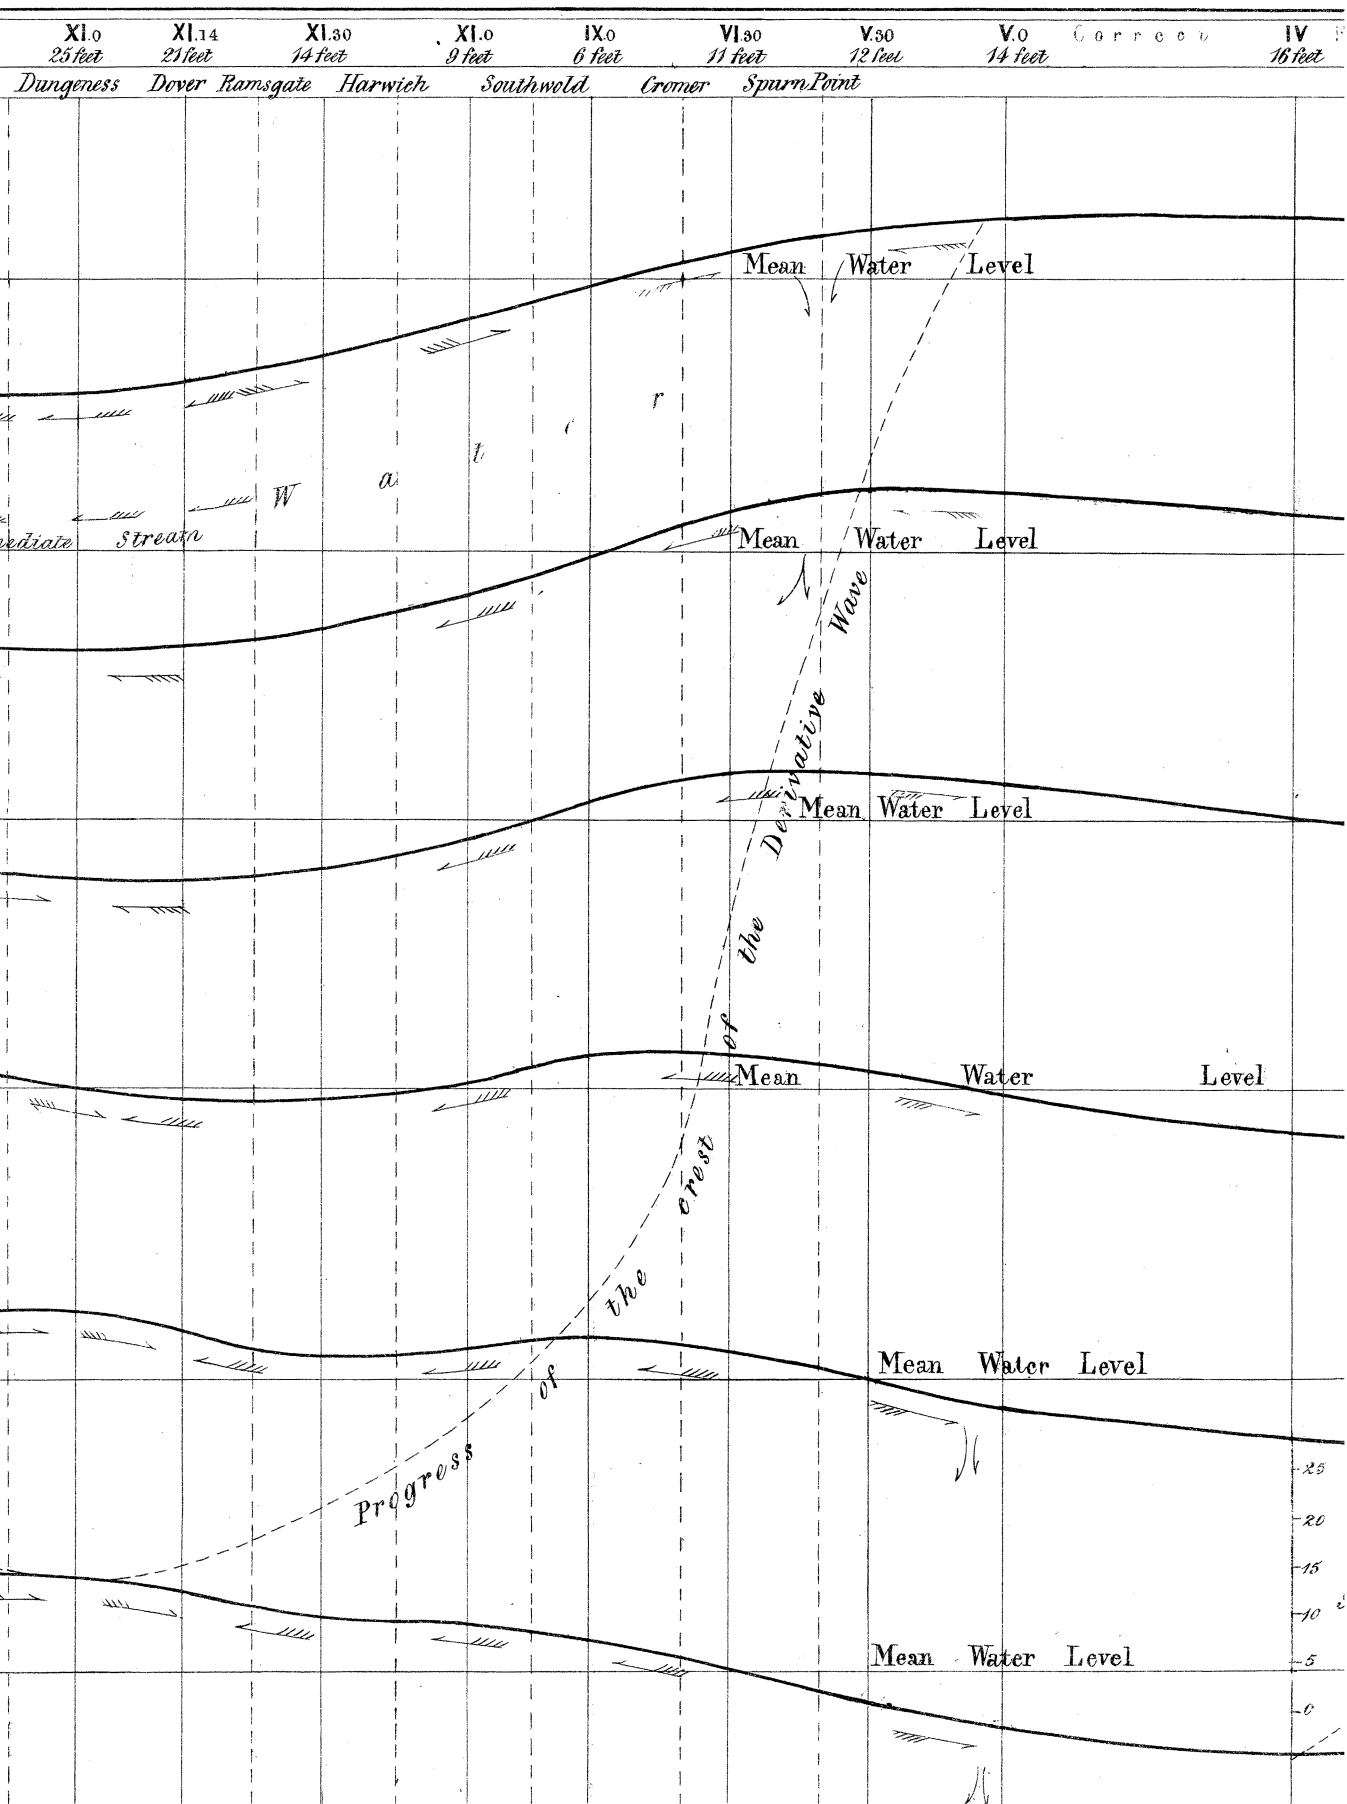 XI.0 XI.14 XI.30 XI.0 IX.0 VI.30 V.30 V.0 IV
25 feet 21 feet 14 feet 9 feet 6 feet 11 feet 12 feet 14 feet 16 feet
Dungeness Dover Ramsgate Harwich Southwold Cromer Spurn Point
Mean Water Level
W a t e r
Stream
Mean Water Level
Mean Water Level
Mean Water Level
Mean Water Level
Progress of the crest of the Derivative Wave
25
20
15
10
Mean Water Level
5
0